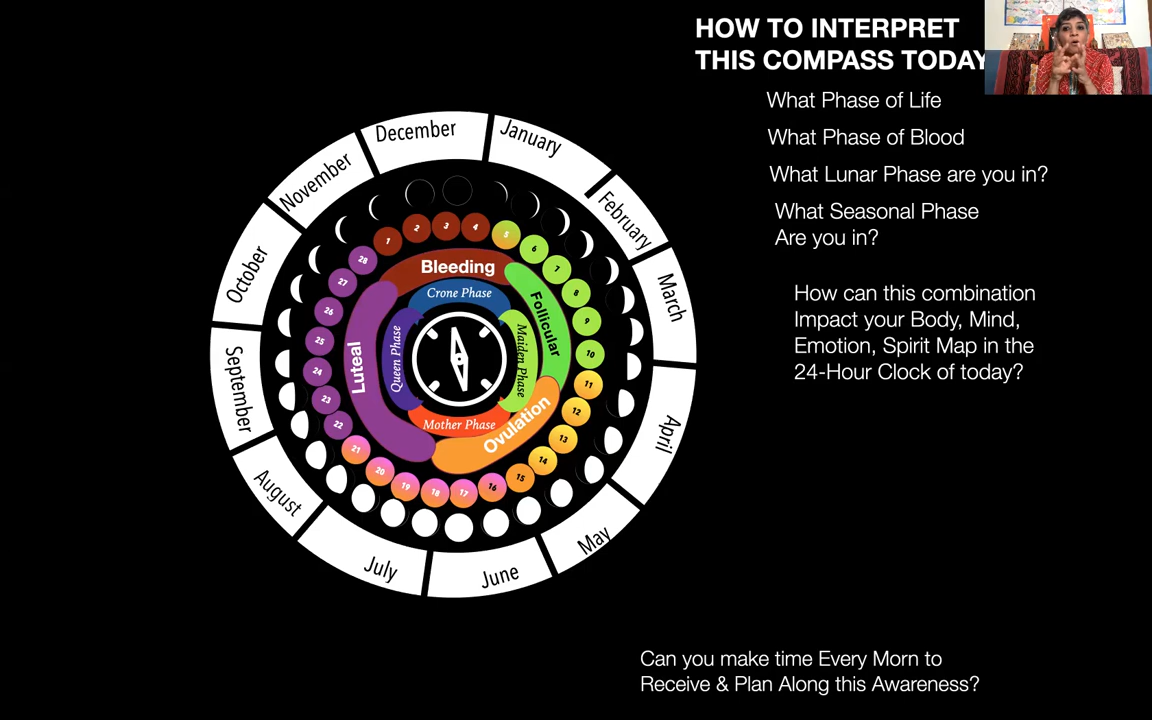 HOW TO INTERPRET
THIS COMPASS TODAY
What Phase of Life
What Phase of Blood
What Lunar Phase are you in?
What Seasonal Phase
Are you in?
How can this combination
Impact your Body, Mind,
Emotion, Spirit Map in the
24-Hour Clock of today?
December
January
February
March
April
May
June
July
August
September
October
November
1
2
3
4
5
6
7
8
9
10
11
12
13
14
15
16
17
18
19
20
21
22
23
24
25
26
27
28
Bleeding
Follicular
Ovulation
Luteal
Crone Phase
Maiden Phase
Mother Phase
Queen Phase
Can you make time Every Morn to
Receive & Plan Along this Awareness?